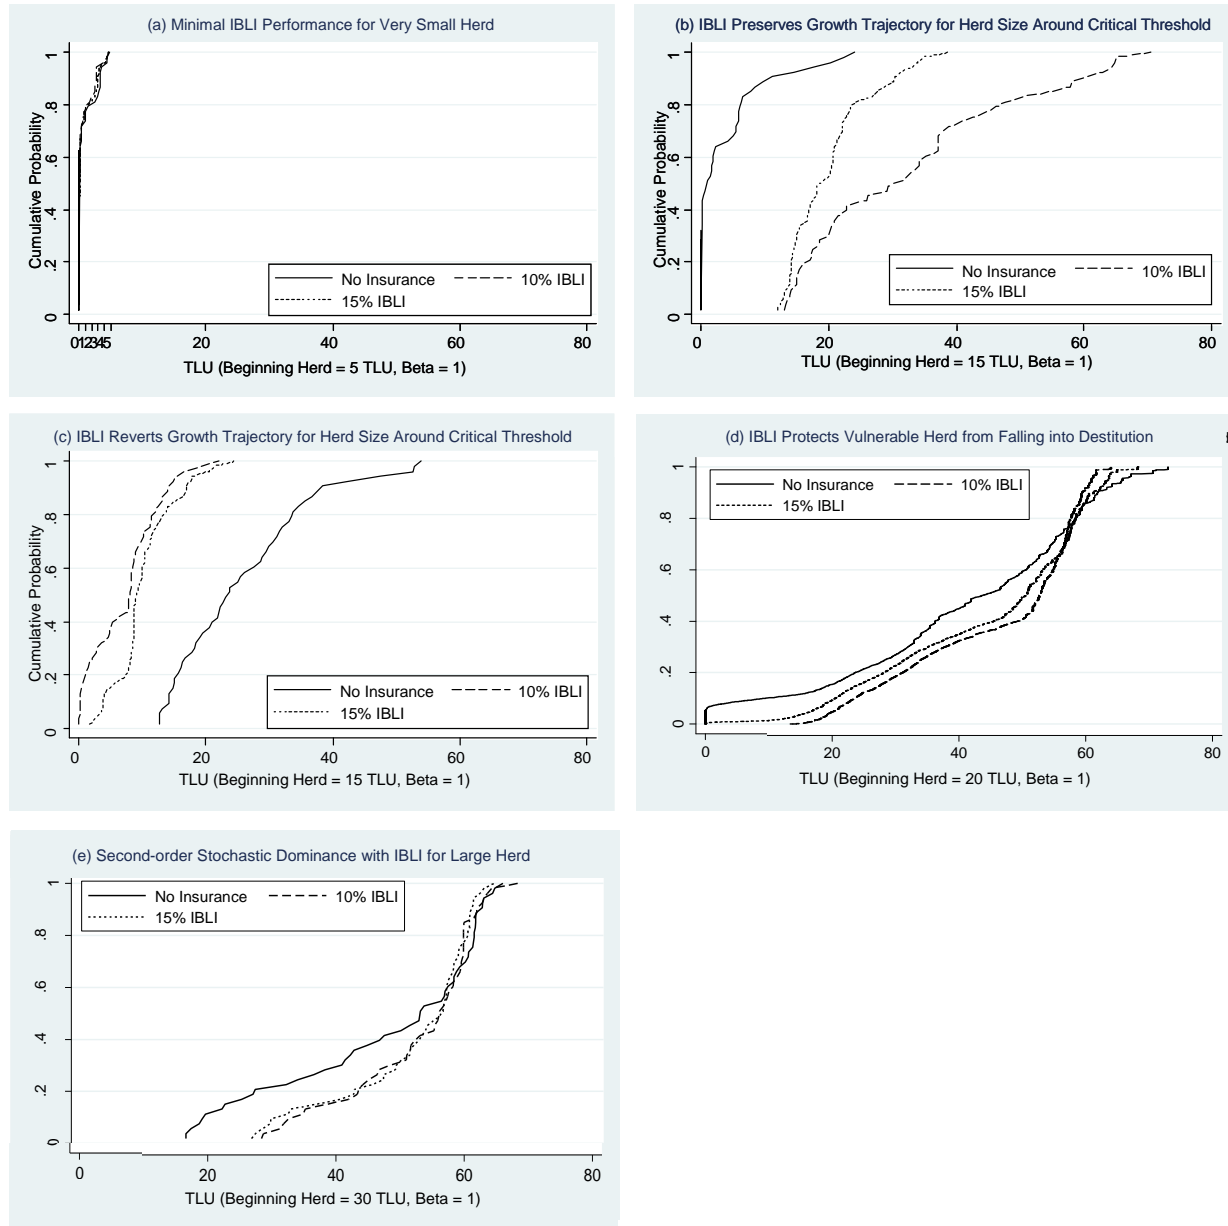 (a) Minimal IBLI Performance for Very Small Herd
Cumulative Probability
0 .2 .4 .6 .8 1
No Insurance 10% IBLI
15% IBLI
0 1 2 3 4 5 20 40 60 80
TLU (Beginning Herd = 5 TLU, Beta = 1)
(b) IBLI Preserves Growth Trajectory for Herd Size Around Critical Threshold
Cumulative Probability
0 .2 .4 .6 .8 1
No Insurance 10% IBLI
15% IBLI
0 20 40 60 80
TLU (Beginning Herd = 15 TLU, Beta = 1)
(c) IBLI Reverts Growth Trajectory for Herd Size Around Critical Threshold
Cumulative Probability
0 .2 .4 .6 .8 1
No Insurance 10% IBLI
15% IBLI
0 20 40 60 80
TLU (Beginning Herd = 15 TLU, Beta = 1)
(d) IBLI Protects Vulnerable Herd from Falling into Destitution
0 .2 .4 .6 .8 1
No Insurance 10% IBLI
15% IBLI
0 20 40 60 80
TLU (Beginning Herd = 20 TLU, Beta = 1)
(e) Second-order Stochastic Dominance with IBLI for Large Herd
0 .2 .4 .6 .8 1
No Insurance 10% IBLI
15% IBLI
0 20 40 60 80
TLU (Beginning Herd = 30 TLU, Beta = 1)